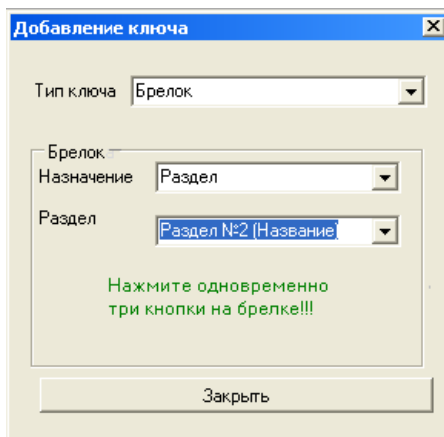 Добавление ключа
Тип ключа Брелок
Брелок
Назначение Раздел
Раздел Раздел №2 (Название)
Нажмите одновременно
три кнопки на брелке!!!
Закрыть